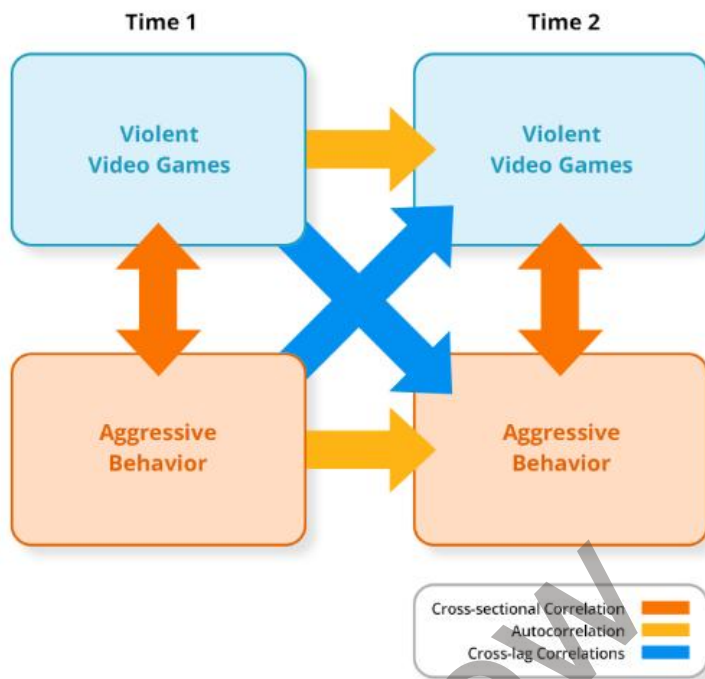 Time 1
Time 2
Violent
Video Games
Violent
Video Games
Aggressive
Behavior
Aggressive
Behavior
Cross-sectional Correlation
Autocorrelation
Cross-lag Correlations